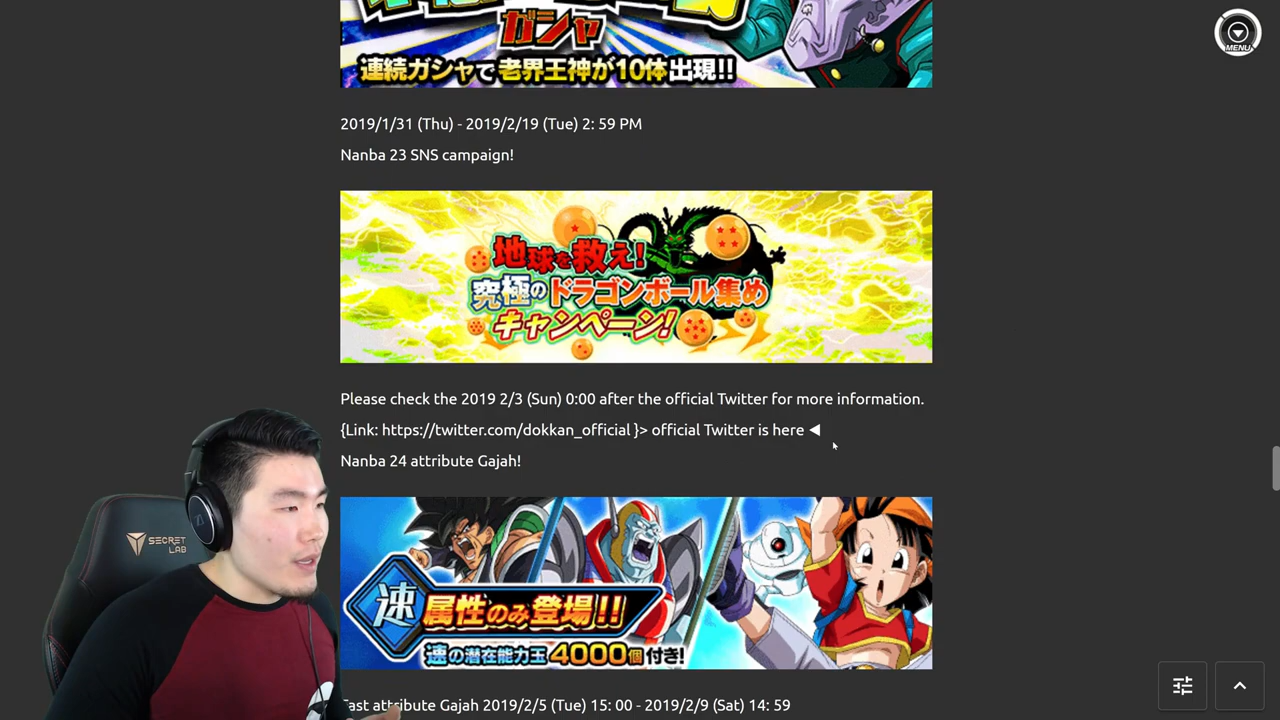 ガシャ
連続ガシャで老界王神が10体出現!!
MENU
2019/1/31 (Thu) - 2019/2/19 (Tue) 2: 59 PM
Nanba 23 SNS campaign!
地球を救え!
究極のドラゴンボール集め
キャンペーン!
Please check the 2019 2/3 (Sun) 0:00 after the official Twitter for more information.
{Link: https://twitter.com/dokkan_official }> official Twitter is here ◀
Nanba 24 attribute Gajah!
速 属性のみ登場!!
速の潜在能力玉 4000個付き!
Fast attribute Gajah 2019/2/5 (Tue) 15: 00 - 2019/2/9 (Sat) 14: 59
SECRET
LAB